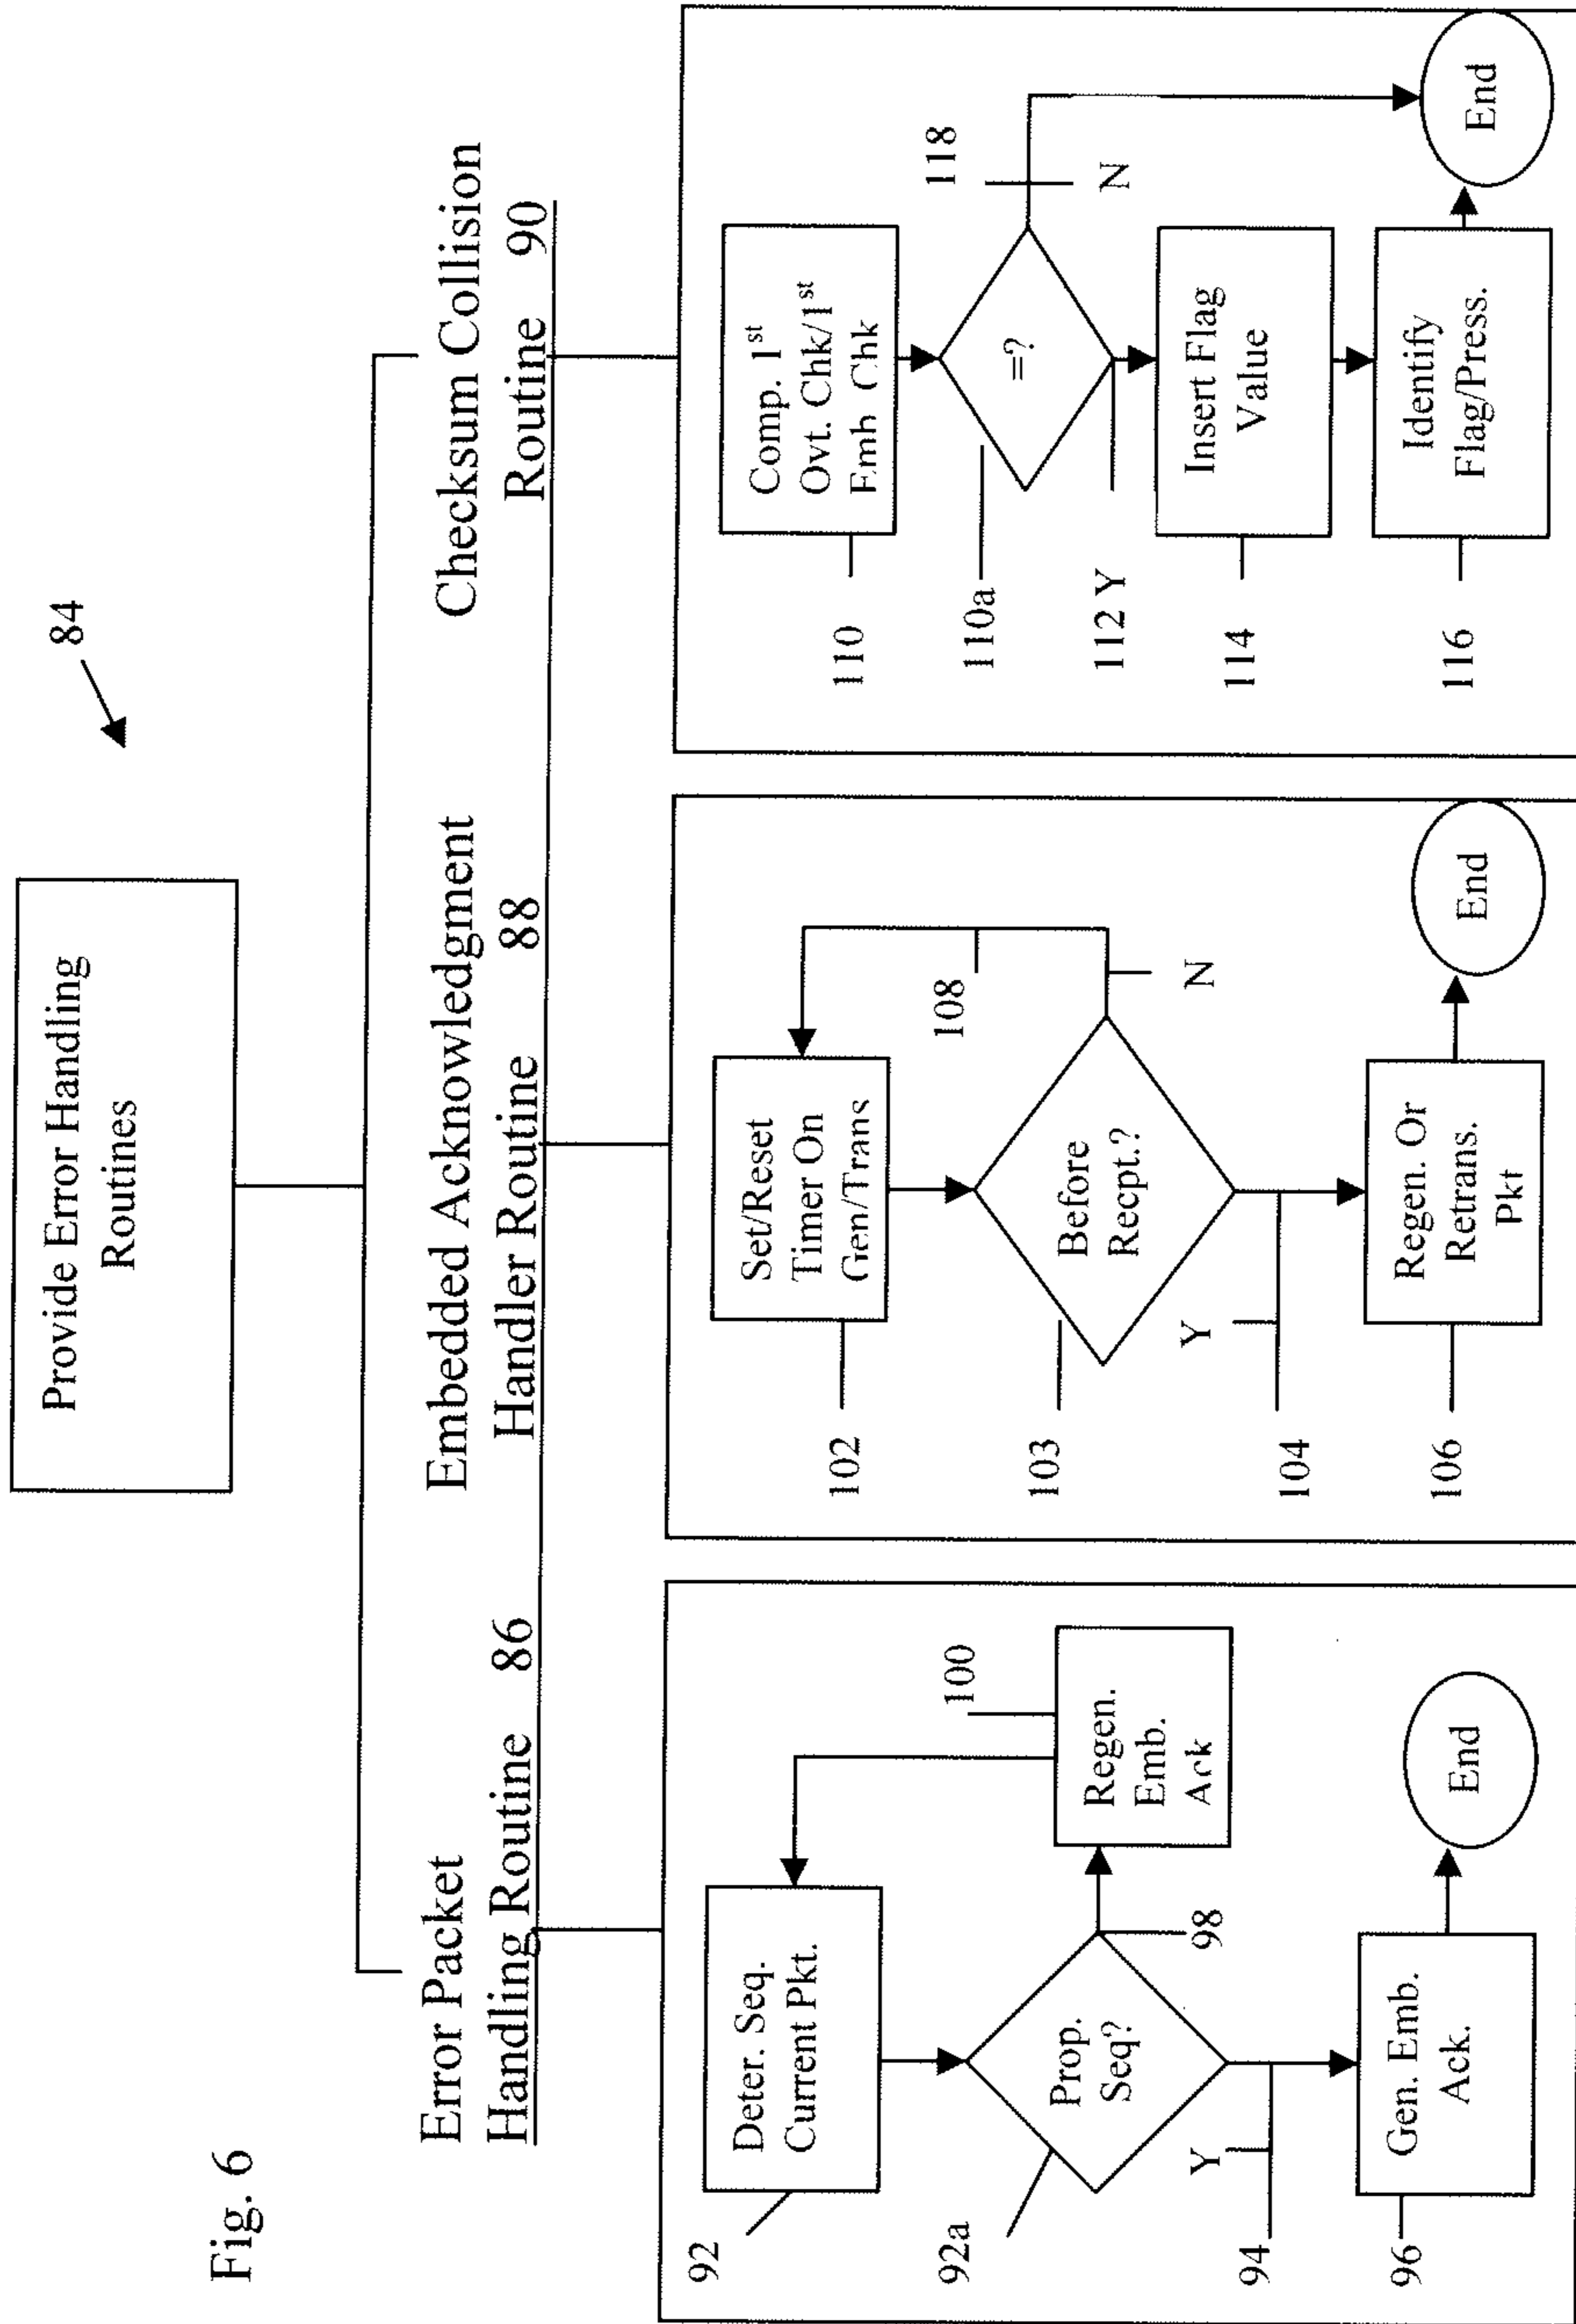 Fig. 6
84
Provide Error Handling
Routines
Error Packet
Handling Routine 86
Embedded Acknowledgment
Handler Routine 88
Checksum Collision
Routine 90
92
Deter. Seq.
Current Pkt.
92a
Prop.
Seq?
98
100
Regen.
Emb.
Ack
Y
94
96
Gen. Emb.
Ack.
End
102
Set/Reset
Timer On
Gen/Trans
108
103
Before
Recpt.?
N
Y
104
106
Regen. Or
Retrans.
Pkt
End
110
Comp. 1st
Ovt. Chk/1st
Emb. Chk
110a
=?
118
N
112 Y
114
Insert Flag
Value
116
Identify
Flag/Press.
End